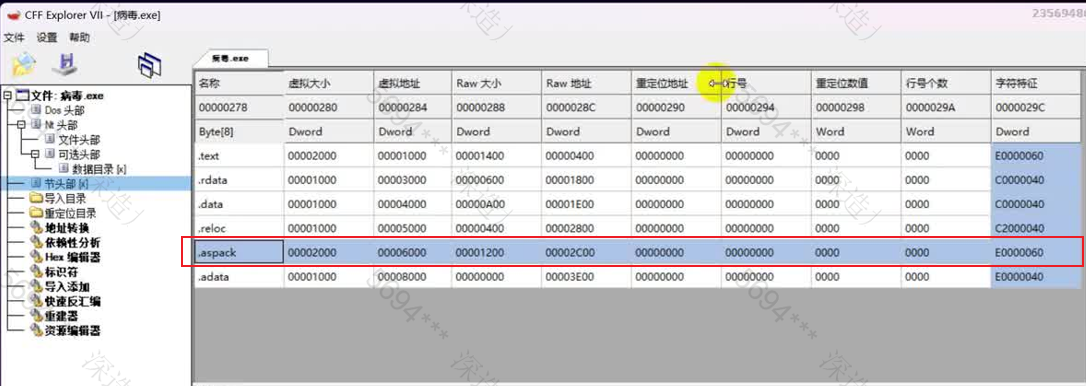 CFF Explorer VII - [病毒.exe]
23569486
文件 设置 帮助
病毒.exe
文件: 病毒.exe
Dos 头部
Nt 头部
文件头部
可选头部
数据目录 [x]
节头部 [x]
导入目录
重定位目录
地址转换
依赖性分析
Hex 编辑器
标识符
导入添加
快速反汇编
重建器
资源编辑器
名称 虚拟大小 虚拟地址 Raw 大小 Raw 地址 重定位地址 行号 重定位数值 行号个数 字符特征
00000278 00000280 00000284 00000288 0000028C 00000290 00000294 00000298 0000029A 0000029C
Byte[8] Dword Dword Dword Dword Dword Dword Word Word Dword
.text 00002000 00001000 00001400 00000400 00000000 00000000 0000 0000 E0000060
.rdata 00001000 00003000 00000600 00001800 00000000 00000000 0000 0000 C0000040
.data 00001000 00004000 00000A00 00001E00 00000000 00000000 0000 0000 C0000040
.reloc 00001000 00005000 00000400 00002800 00000000 00000000 0000 0000 C2000040
.aspack 00002000 00006000 00001200 00002C00 00000000 00000000 0000 0000 E0000060
.adata 00001000 00008000 00000000 00003E00 00000000 00000000 0000 0000 E0000040